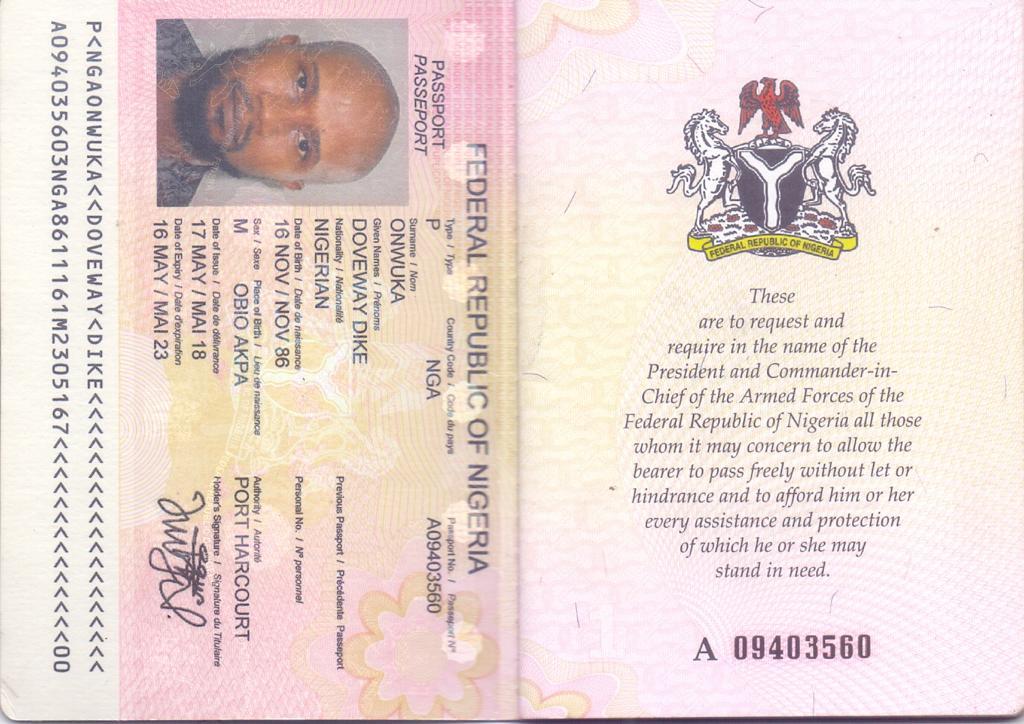 FEDERAL REPUBLIC OF NIGERIA
PASSPORT
PASSEPORT
Type / Type Country Code / Code du pays Passport No. / Passeport Nº
P NGA A09403560
Surname / Nom
ONWUKA
Given Names / Prénoms
DOVEWAY DIKE
Nationality / Nationalité Previous Passport / Précédente Passeport
NIGERIAN
Date of Birth / Date de naissance Personal No. / Nº personnel
16 NOV / NOV 86
Sex / Sexe Place of Birth / Lieu de naissance Authority / Autorité
M OBIO AKPA PORT HARCOURT
Date of Issue / Date de délivrance Holder's Signature / Signature du Titulaire
17 MAY / MAI 18
Date of Expiry / Date d'expiration
16 MAY / MAI 23
P<NGAONWUKA<<DOVEWAY<DIKE<<<<<<<<<<<<<<<<<<<
A094035603NGA8611161M2305167<<<<<<<<<<<<<<00
FEDERAL REPUBLIC OF NIGERIA
These
are to request and
require in the name of the
President and Commander-in-
Chief of the Armed Forces of the
Federal Republic of Nigeria all those
whom it may concern to allow the
bearer to pass freely without let or
hindrance and to afford him or her
every assistance and protection
of which he or she may
stand in need.
A 09403560